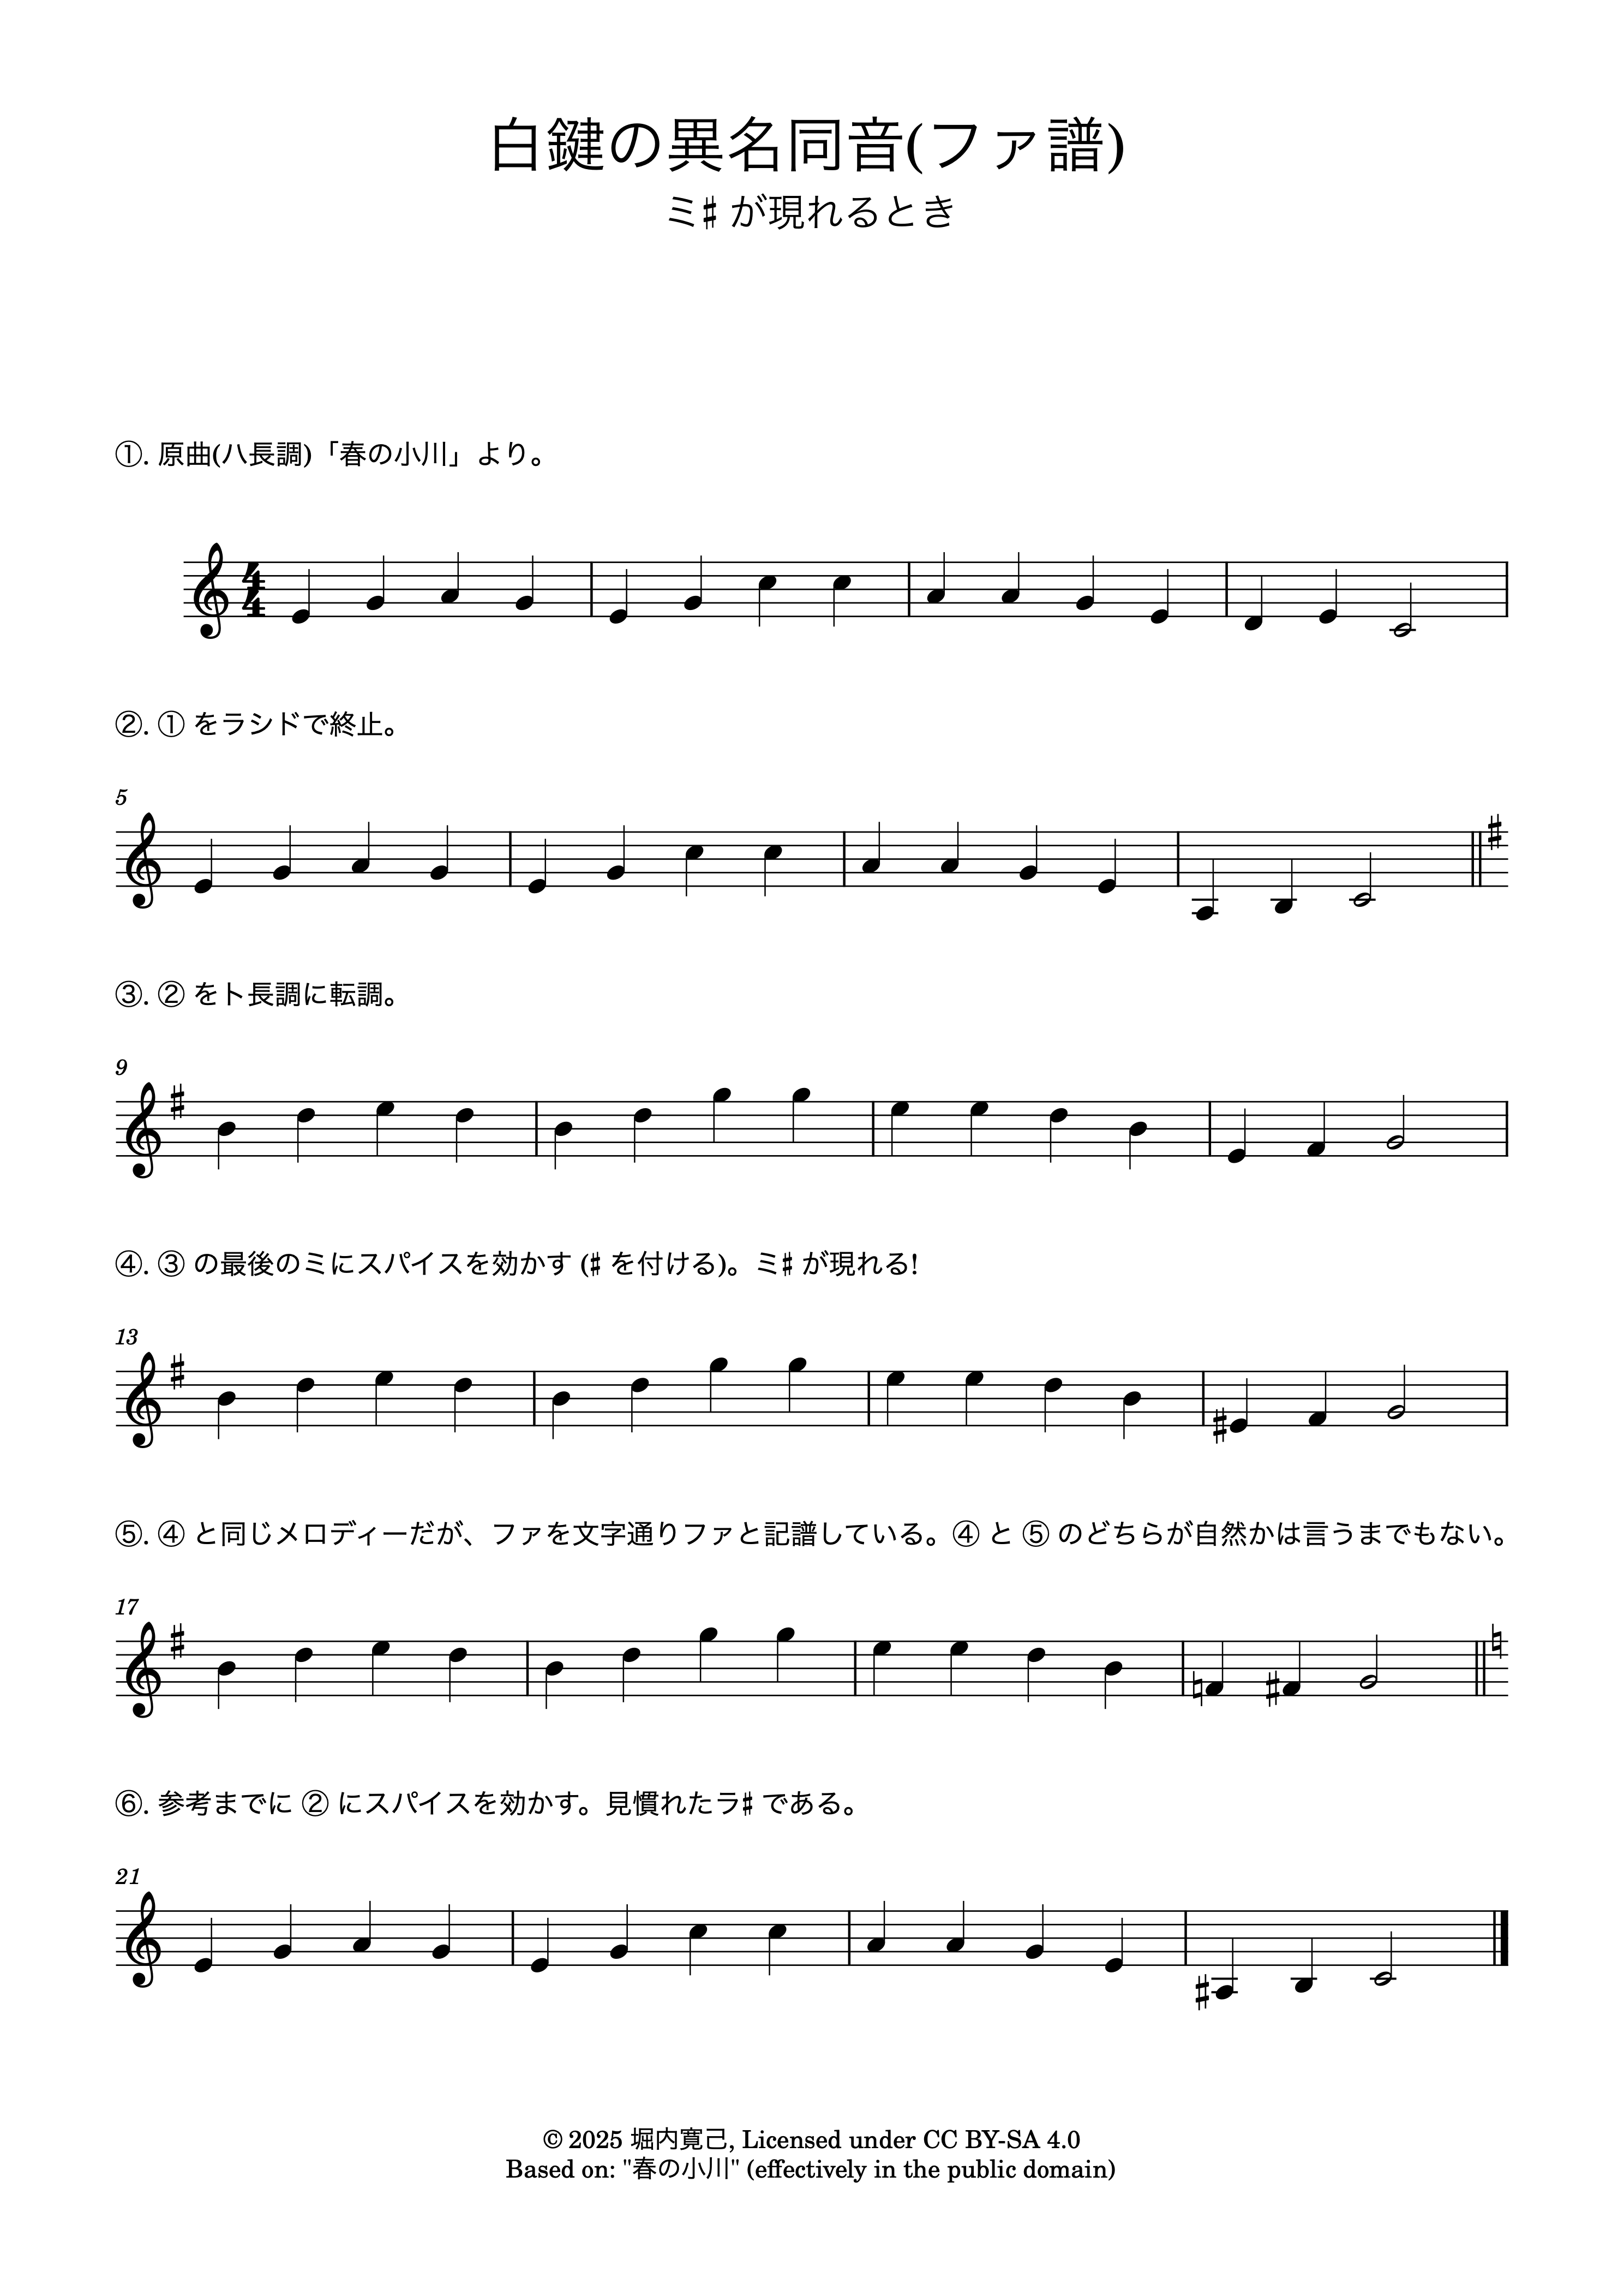 白鍵の異名同音(ファ譜)
ミ♯ が現れるとき
①. 原曲(ハ長調)「春の小川」より。
4
4
②. ① をラシドで終止。
5
③. ② をト長調に転調。
9
④. ③ の最後のミにスパイスを効かす (♯ を付ける)。ミ♯ が現れる!
13
⑤. ④ と同じメロディーだが、ファを文字通りファと記譜している。④ と ⑤ のどちらが自然かは言うまでもない。
17
⑥. 参考までに ② にスパイスを効かす。見慣れたラ♯ である。
21
© 2025 堀内寛己, Licensed under CC BY-SA 4.0
Based on: "春の小川" (effectively in the public domain)